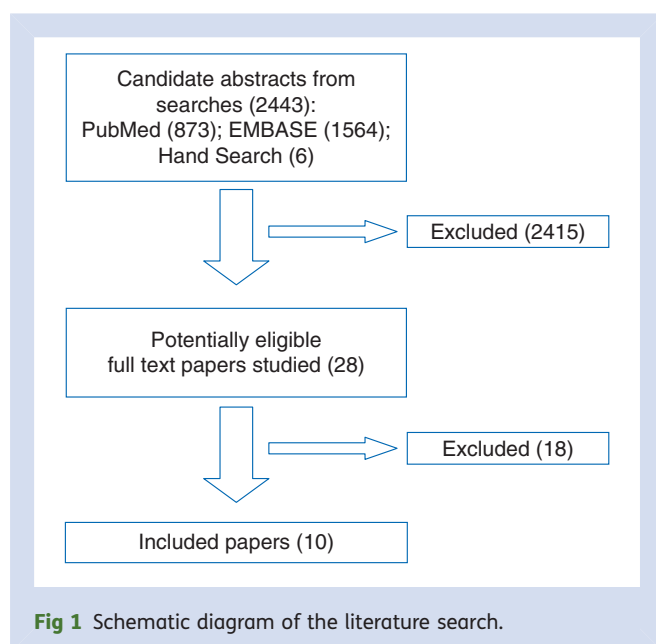 Candidate abstracts from
searches (2443):
PubMed (873); EMBASE (1564);
Hand Search (6)
Excluded (2415)
Potentially eligible
full text papers studied (28)
Excluded (18)
Included papers (10)
Fig 1 Schematic diagram of the literature search.